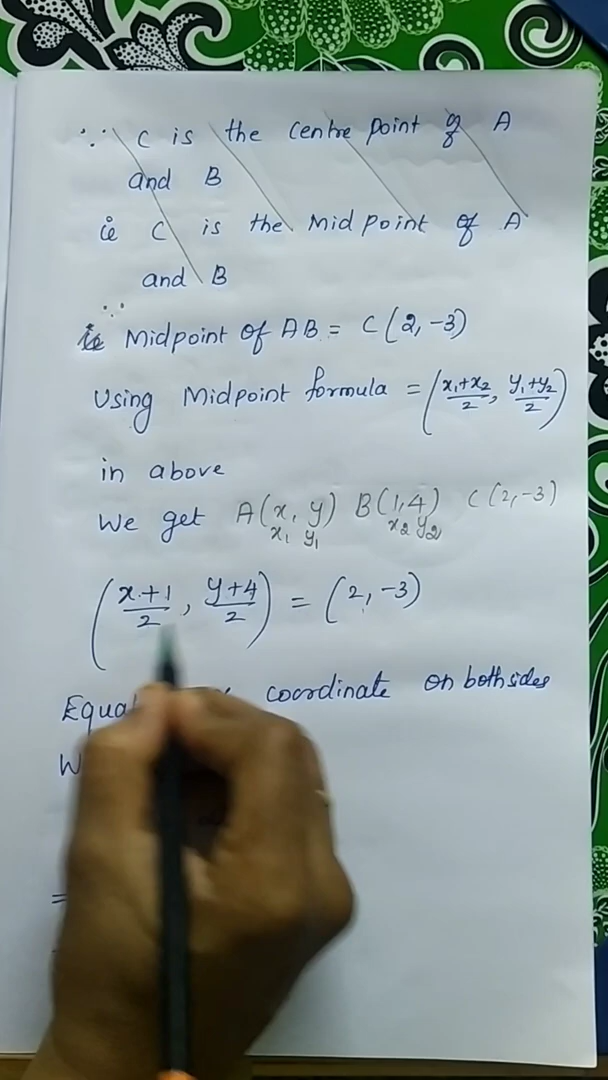 ∵ C is the Centre point of A
and B
ie C is the Midpoint of A
and B
∴ Midpoint of AB = C(2, -3)
Using Midpoint formula = (x₁+x₂/2, y₁+y₂/2)
in above
We get A(x, y) B(1,4) C(2,-3)
x₁ y₁ x₂ y₂
(x+1/2, y+4/2) = (2, -3)
coordinate on both sides
=